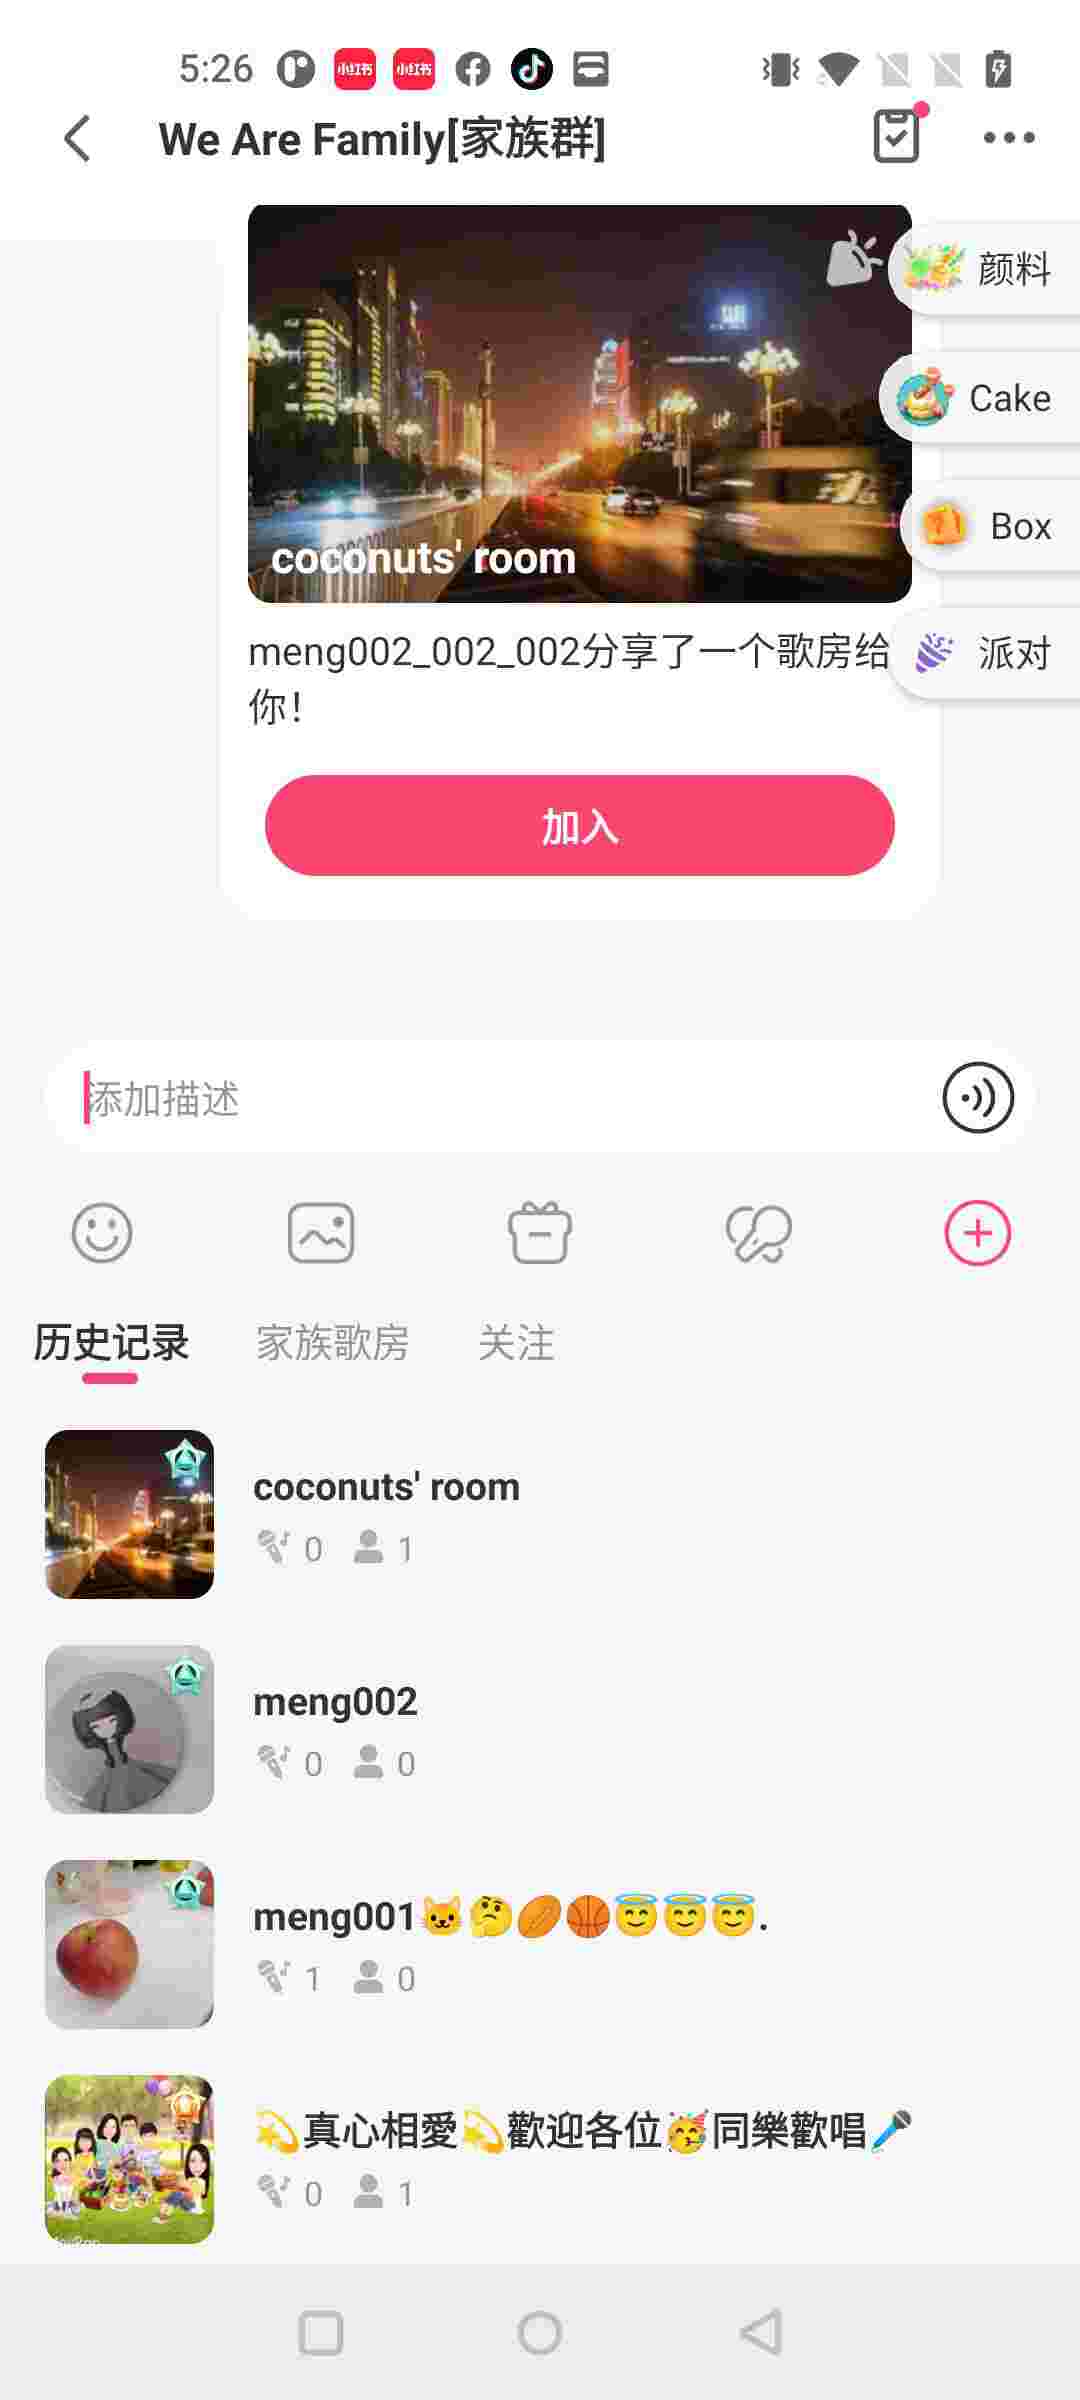 5:26
小红书
小红书
We Are Family[家族群]
颜料
Cake
Box
派对
coconuts' room
meng002_002_002分享了一个歌房给
你!
加入
添加描述
历史记录 家族歌房 关注
coconuts' room
0 1
meng002
0 0
meng001🐱🤔🏉🏀😇😇😇.
1 0
💫真心相愛💫歡迎各位🥳同樂歡唱🎤
0 1